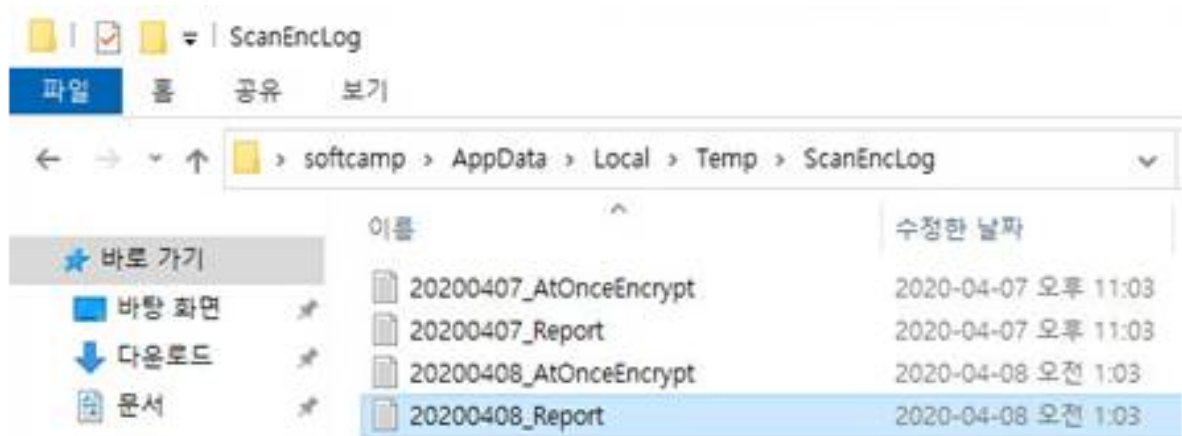 ScanEncLog
파일 홈 공유 보기
softcamp > AppData > Local > Temp > ScanEncLog
이름 수정한 날짜
바로 가기
바탕 화면
다운로드
문서
20200407_AtOnceEncrypt 2020-04-07 오후 11:03
20200407_Report 2020-04-07 오후 11:03
20200408_AtOnceEncrypt 2020-04-08 오전 1:03
20200408_Report 2020-04-08 오전 1:03